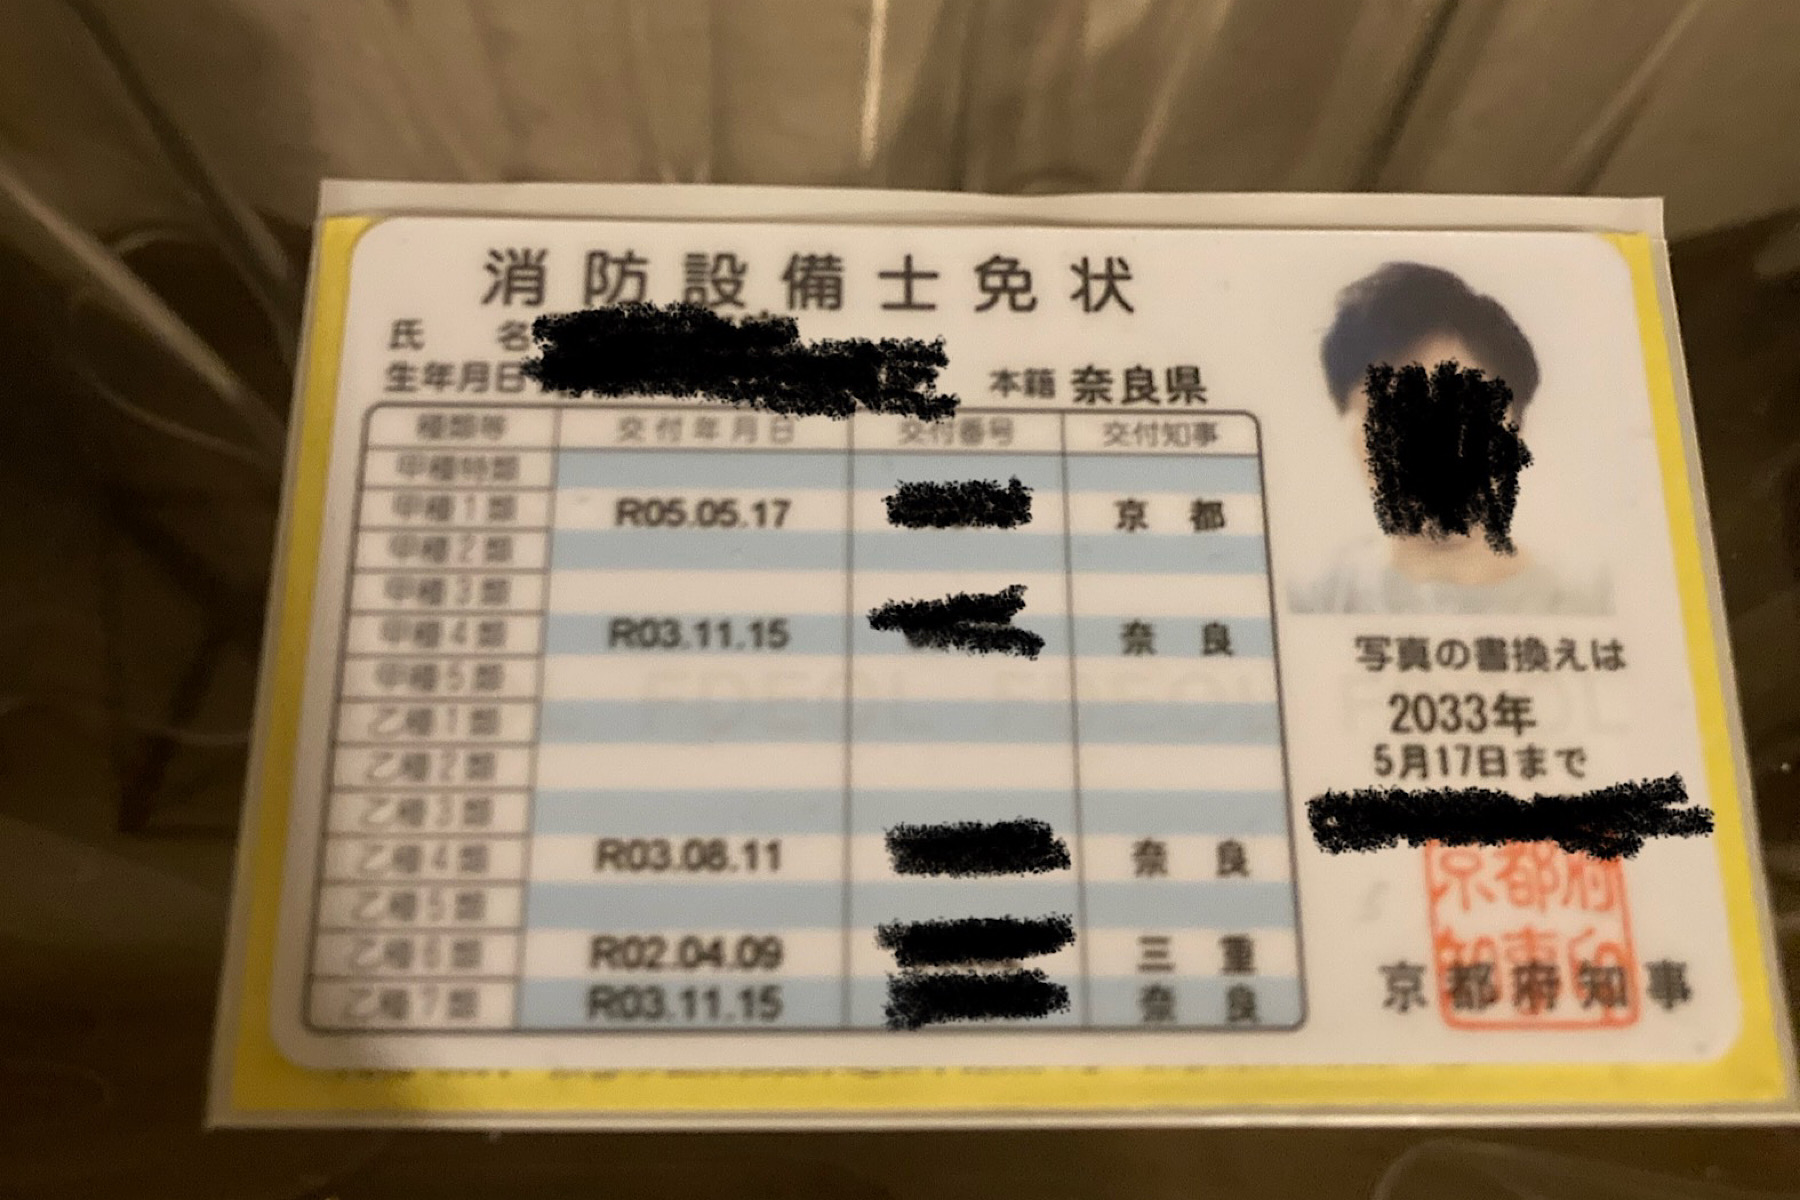 消防設備士免状
氏 名
生年月日 本籍 奈良県
種類等 交付年月日 交付番号 交付知事
甲種特類
甲種1類 R05.05.17 京都
甲種2類
甲種3類
甲種4類 R03.11.15 奈良
甲種5類
乙種1類
乙種2類
乙種3類
乙種4類 R03.08.11 奈良
乙種5類
乙種6類 R02.04.09 三重
乙種7類 R03.11.15 奈良
写真の書換えは
2033年
5月17日まで
京都府
知事印
京都府知事